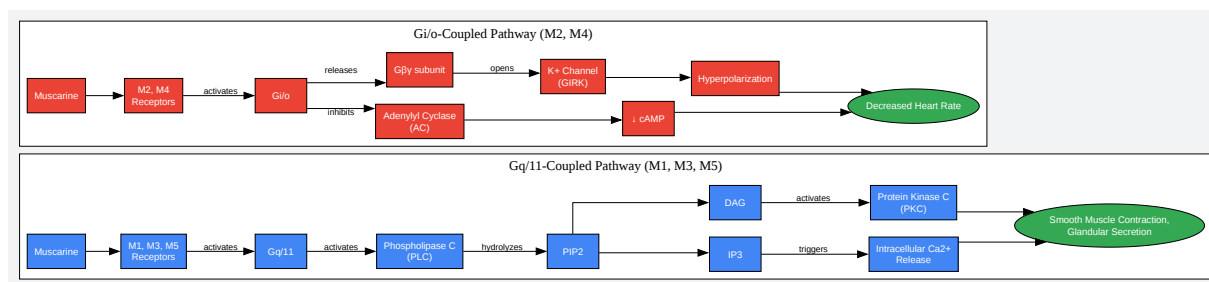 Gi/o-Coupled Pathway (M2, M4)
Muscarine
M2, M4
Receptors
activates
Gi/o
releases
Gβγ subunit
opens
K+ Channel
(GIRK)
Hyperpolarization
inhibits
Adenylyl Cyclase
(AC)
↓ cAMP
Decreased Heart Rate
Gq/11-Coupled Pathway (M1, M3, M5)
Muscarine
M1, M3, M5
Receptors
activates
Gq/11
activates
Phospholipase C
(PLC)
hydrolyzes
PIP2
DAG
activates
Protein Kinase C
(PKC)
IP3
triggers
Intracellular Ca2+
Release
Smooth Muscle Contraction,
Glandular Secretion